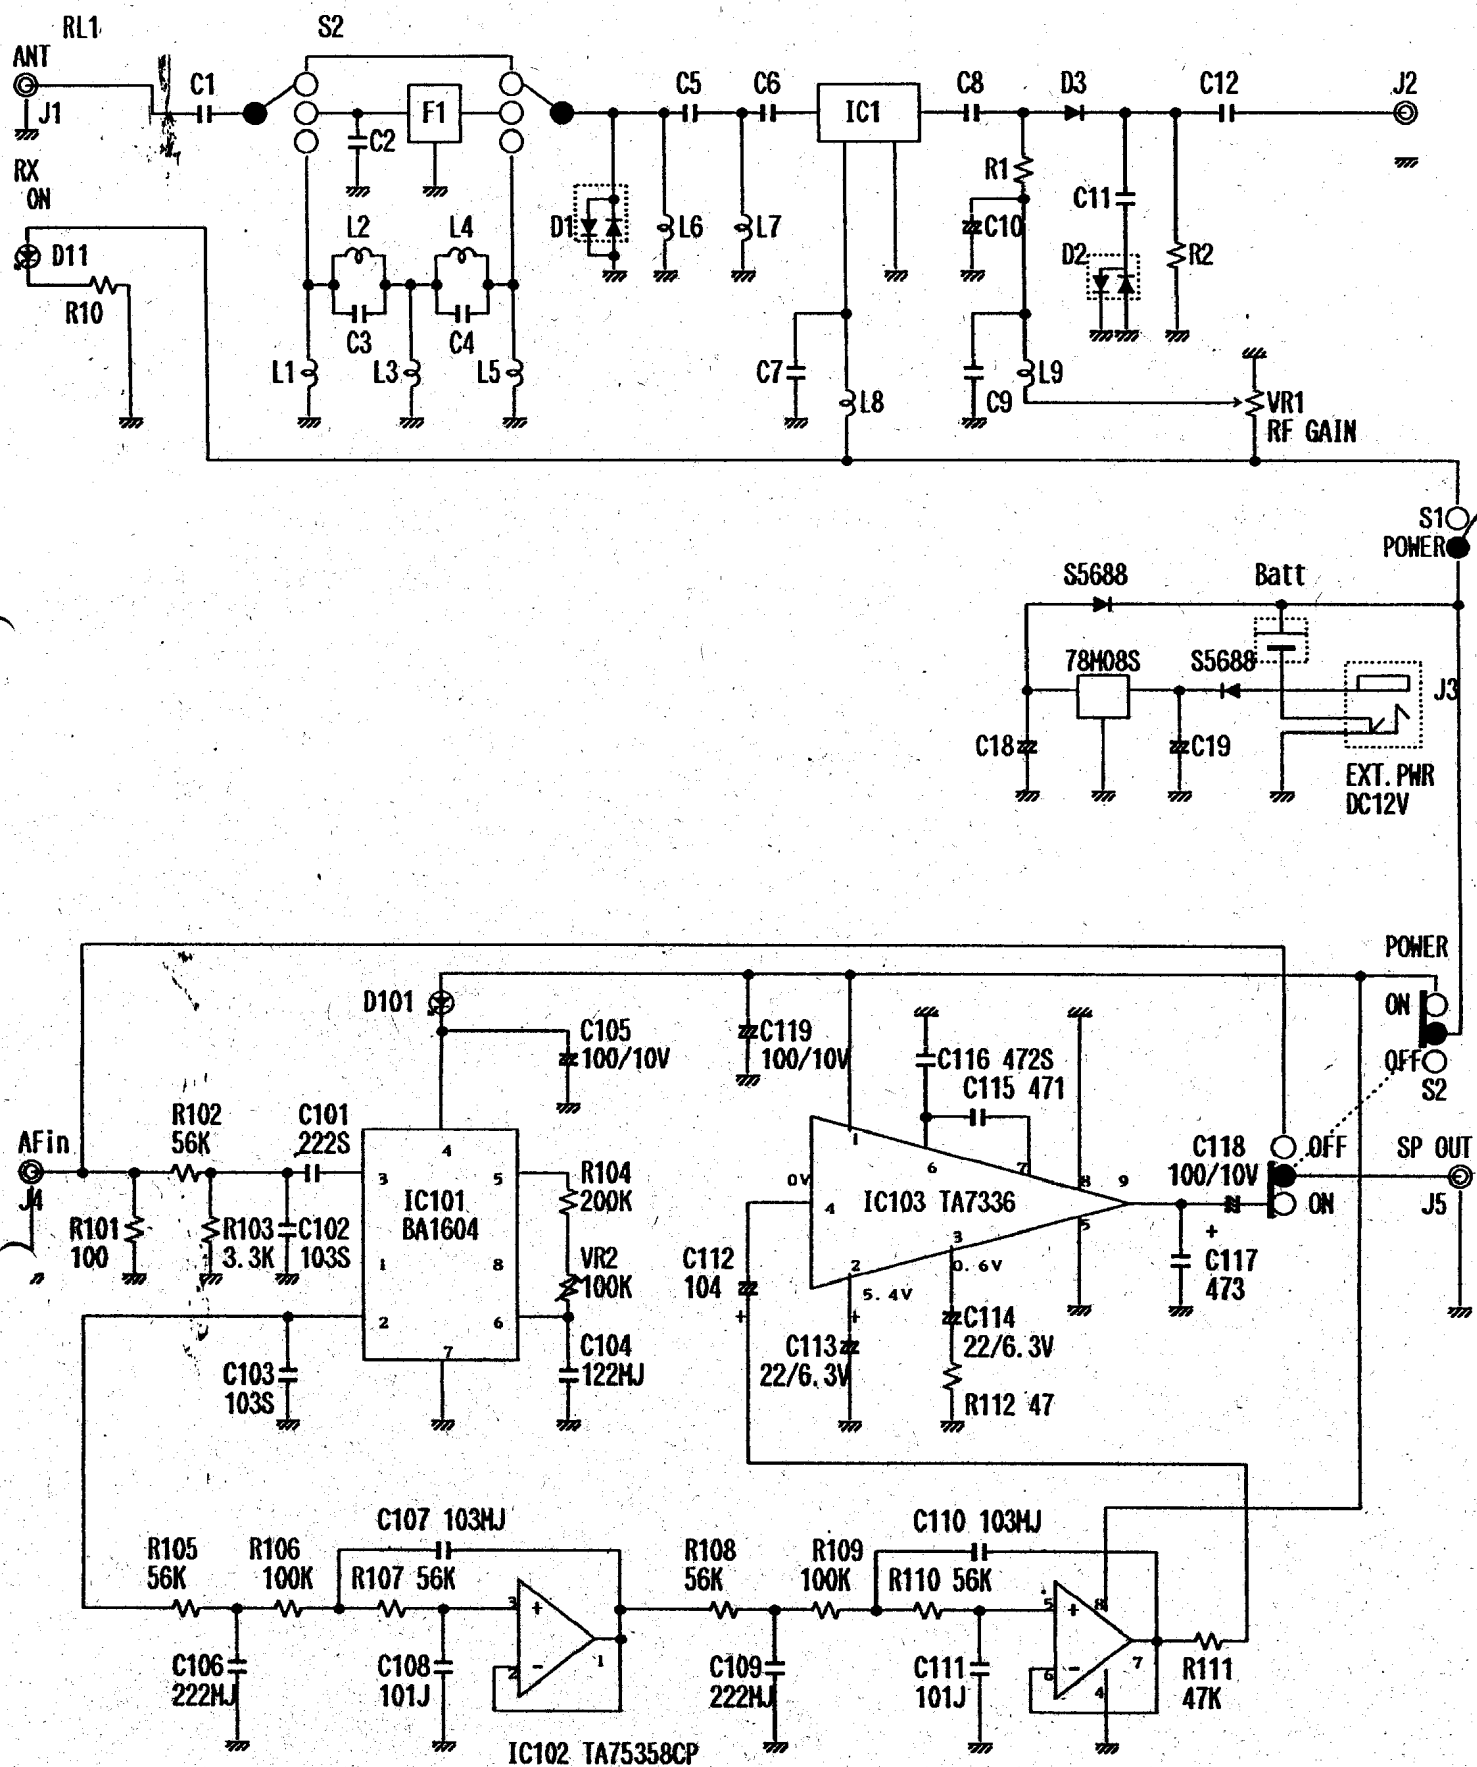 RL1
S2
ANT
J1
C1
C2
F1
C5
C6
IC1
C8
D3
C12
J2
RX
ON
D11
R10
L2
L4
D1
L6
L7
R1
C10
C11
D2
R2
C3
C4
L1
L3
L5
C7
L8
C9
L9
VR1
RF GAIN
S1
POWER
S5688
Batt
78M08S
S5688
J3
C18
C19
EXT.PWR
DC12V
POWER
ON
OFF
S2
D101
C105
100/10V
C119
100/10V
C116 472S
C115 471
AFin
J4
R102
56K
C101
222S
R101
100
R103
3.3K
C102
103S
4
3
5
IC101
BA1604
1
8
2
6
7
R104
200K
VR2
100K
C104
122MJ
C103
103S
0V
1
6
7
8
9
4
IC103 TA7336
3
5
2
0.6V
5.4V
C112
104
+
C113
22/6.3V
+
C114
22/6.3V
R112 47
C118
100/10V
+
OFF
ON
SP OUT
J5
C117
473
C107 103MJ
R105
56K
R106
100K
R107 56K
3
+
2
-
1
C106
222MJ
C108
101J
IC102 TA75358CP
C110 103MJ
R108
56K
R109
100K
R110 56K
5
+
8
6
-
7
4
C109
222MJ
C111
101J
R111
47K